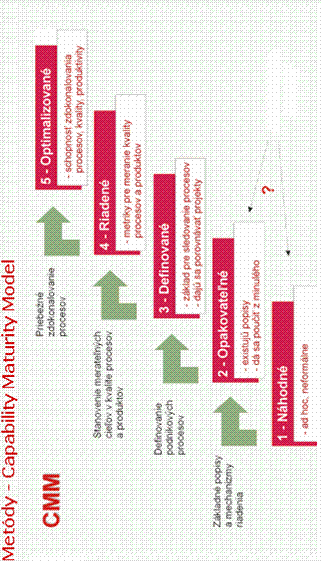 Metódy - Capability Maturity Model
CMM
5 - Optimalizované
- schopnosť zdokonaľovania
procesov, kvality, produktivity
Priebežné
zdokonaľovanie
procesov
4 - Riadené
- metriky pre meranie kvality
procesov a produktov
Stanovenie merateľných
cieľov v kvalite procesov
a produktov
3 - Definované
- základ pre sledovanie procesov
- dajú sa porovnávať projekty
Definovanie
podnikových
procesov
2 - Opakovateľné
- existujú popisy
- dá sa poučiť z minulého
Základné popisy
a mechanizmy
riadenia
1 - Náhodné
- ad hoc, neformálne
?